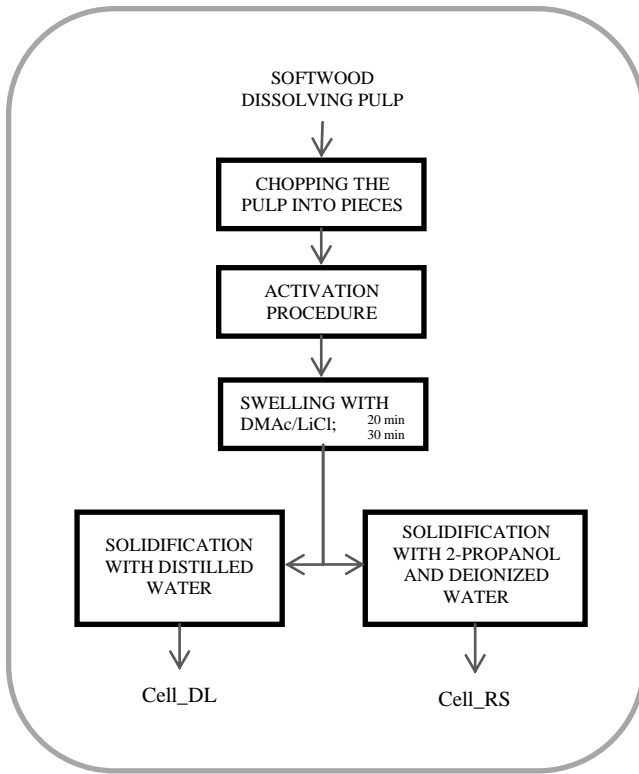 SOFTWOOD
DISSOLVING PULP
CHOPPING THE
PULP INTO PIECES
ACTIVATION
PROCEDURE
SWELLING WITH
DMAc/LiCl; 20 min
30 min
SOLIDIFICATION
WITH DISTILLED
WATER
SOLIDIFICATION
WITH 2-PROPANOL
AND DEIONIZED
WATER
Cell_DL
Cell_RS